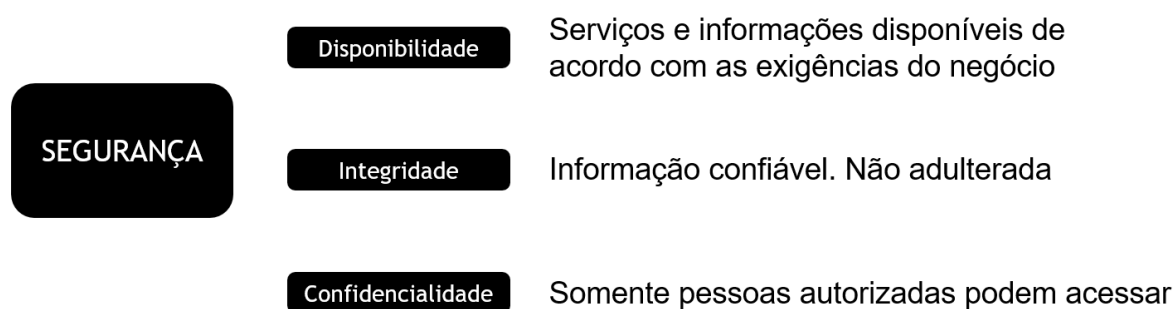 SEGURANÇA
Disponibilidade
Serviços e informações disponíveis de
acordo com as exigências do negócio
Integridade
Informação confiável. Não adulterada
Confidencialidade
Somente pessoas autorizadas podem acessar